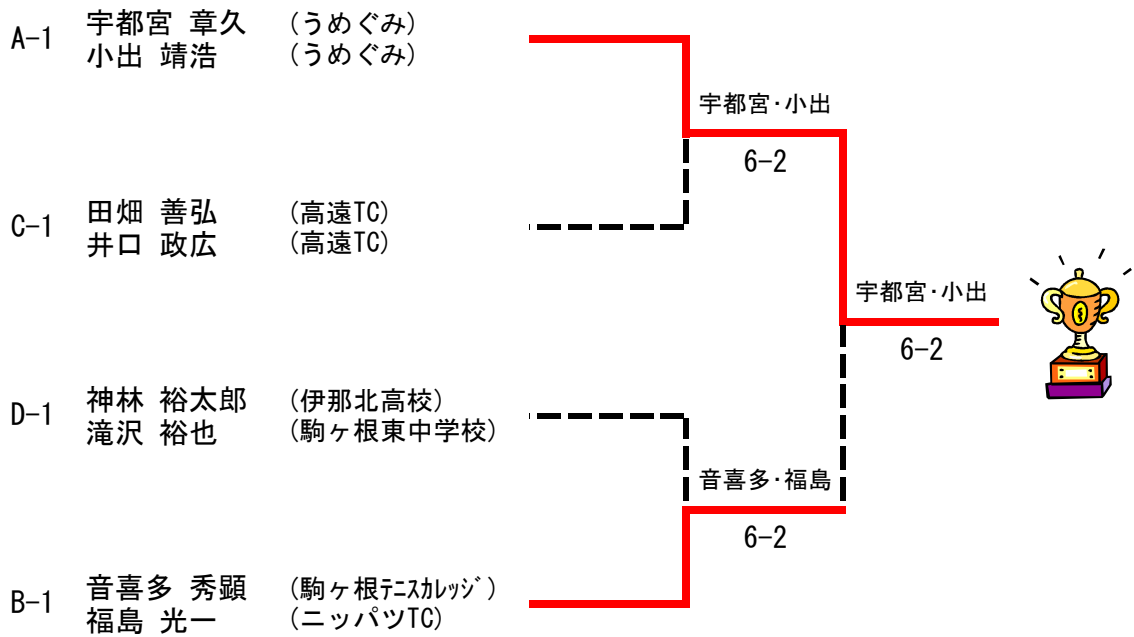 A-1 宇都宮 章久 (うめぐみ)
小出 靖浩 (うめぐみ)
宇都宮･小出
6-2
C-1 田畑 善弘 (高遠TC)
井口 政広 (高遠TC)
宇都宮･小出
6-2
D-1 神林 裕太郎 (伊那北高校)
滝沢 裕也 (駒ヶ根東中学校)
音喜多･福島
6-2
B-1 音喜多 秀顕 (駒ヶ根ﾃﾆｽｶﾚｯｼﾞ)
福島 光一 (ニッパツTC)